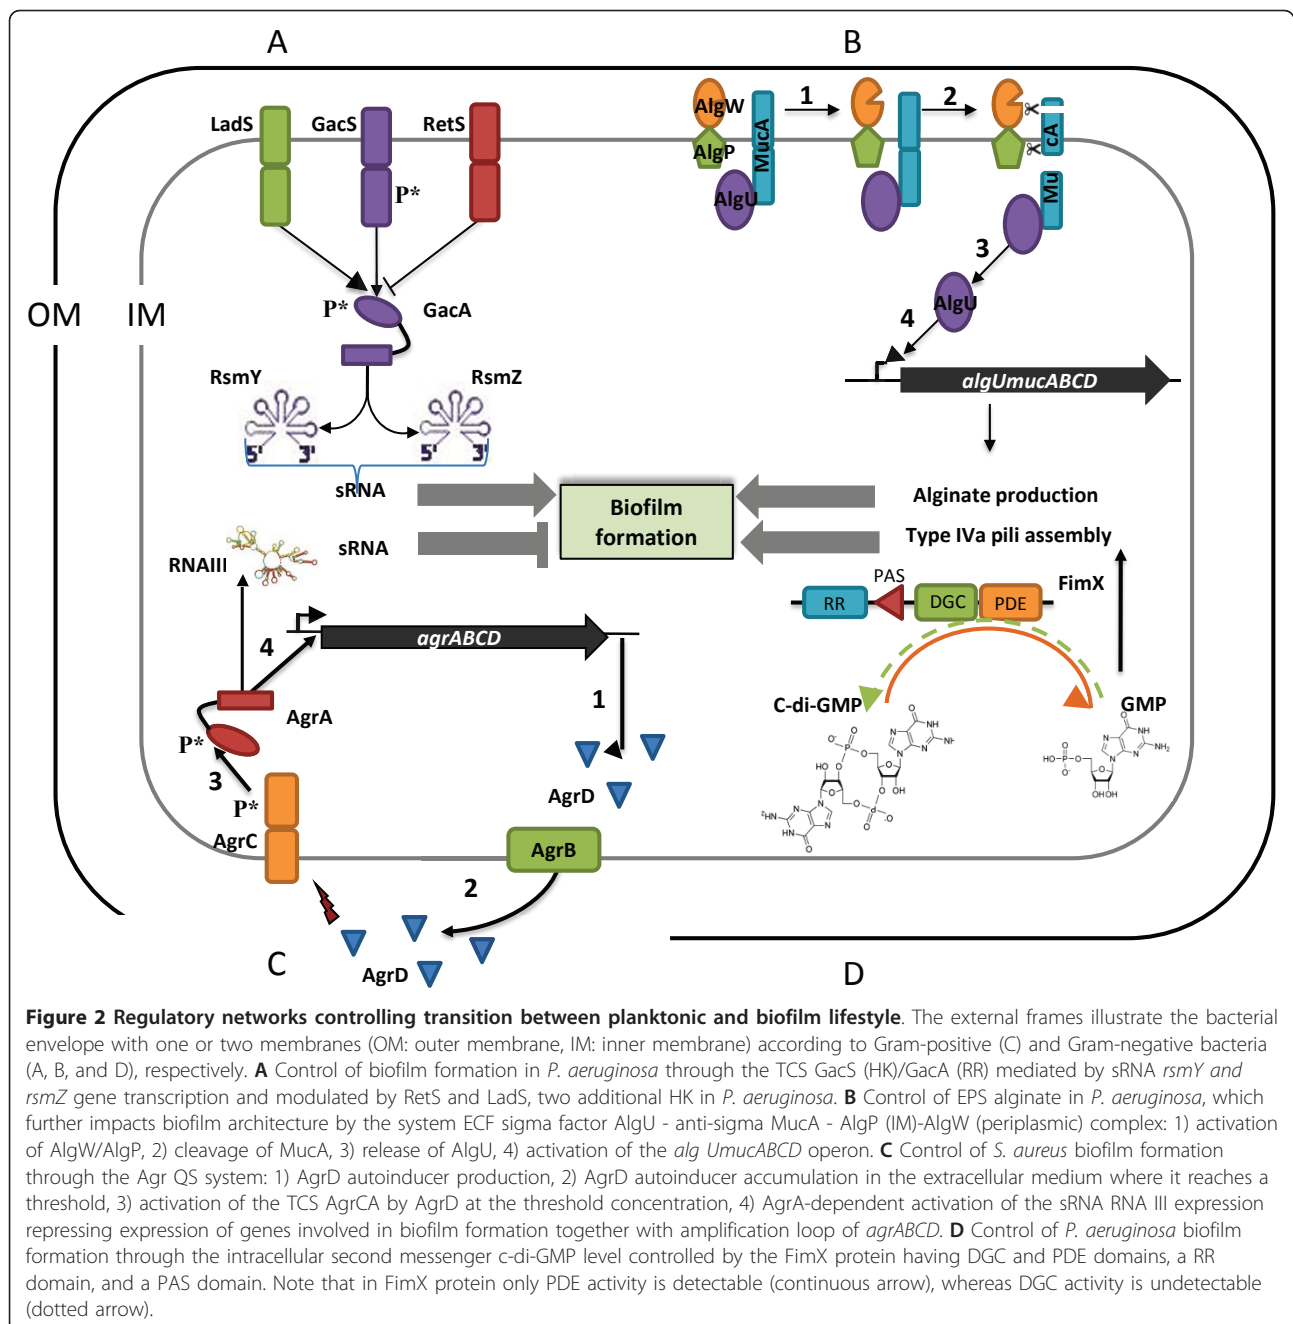 A
B
LadS
GacS
RetS
P*
P*
GacA
RsmY
RsmZ
5' 3'
5' 3'
sRNA
OM
IM
AlgW
AlgP
MucA
AlgU
1
2
cA
Mu
3
AlgU
4
algUmucABCD
Biofilm
formation
Alginate production
Type IVa pili assembly
sRNA
RNAIII
agrABCD
4
1
AgrA
P*
3
P*
AgrC
AgrD
AgrB
2
AgrD
C
PAS
FimX
RR
DGC
PDE
C-di-GMP
GMP
D
Figure 2 Regulatory networks controlling transition between planktonic and biofilm lifestyle. The external frames illustrate the bacterial
envelope with one or two membranes (OM: outer membrane, IM: inner membrane) according to Gram-positive (C) and Gram-negative bacteria
(A, B, and D), respectively. A Control of biofilm formation in P. aeruginosa through the TCS GacS (HK)/GacA (RR) mediated by sRNA rsmY and
rsmZ gene transcription and modulated by RetS and LadS, two additional HK in P. aeruginosa. B Control of EPS alginate in P. aeruginosa, which
further impacts biofilm architecture by the system ECF sigma factor AlgU - anti-sigma MucA - AlgP (IM)-AlgW (periplasmic) complex: 1) activation
of AlgW/AlgP, 2) cleavage of MucA, 3) release of AlgU, 4) activation of the alg UmucABCD operon. C Control of S. aureus biofilm formation
through the Agr QS system: 1) AgrD autoinducer production, 2) AgrD autoinducer accumulation in the extracellular medium where it reaches a
threshold, 3) activation of the TCS AgrCA by AgrD at the threshold concentration, 4) AgrA-dependent activation of the sRNA RNA III expression
repressing expression of genes involved in biofilm formation together with amplification loop of agrABCD. D Control of P. aeruginosa biofilm
formation through the intracellular second messenger c-di-GMP level controlled by the FimX protein having DGC and PDE domains, a RR
domain, and a PAS domain. Note that in FimX protein only PDE activity is detectable (continuous arrow), whereas DGC activity is undetectable
(dotted arrow).